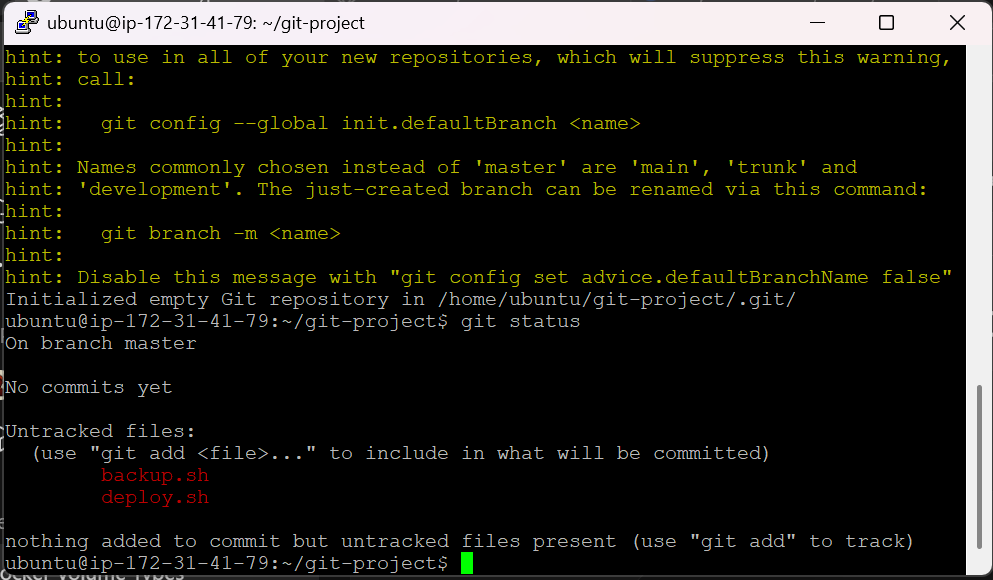 ubuntu@ip-172-31-41-79: ~/git-project
hint: to use in all of your new repositories, which will suppress this warning,
hint: call:
hint:
hint:   git config --global init.defaultBranch <name>
hint:
hint: Names commonly chosen instead of 'master' are 'main', 'trunk' and
hint: 'development'. The just-created branch can be renamed via this command:
hint:
hint:   git branch -m <name>
hint:
hint: Disable this message with "git config set advice.defaultBranchName false"
Initialized empty Git repository in /home/ubuntu/git-project/.git/
ubuntu@ip-172-31-41-79:~/git-project$ git status
On branch master

No commits yet

Untracked files:
  (use "git add <file>..." to include in what will be committed)
        backup.sh
        deploy.sh

nothing added to commit but untracked files present (use "git add" to track)
ubuntu@ip-172-31-41-79:~/git-project$